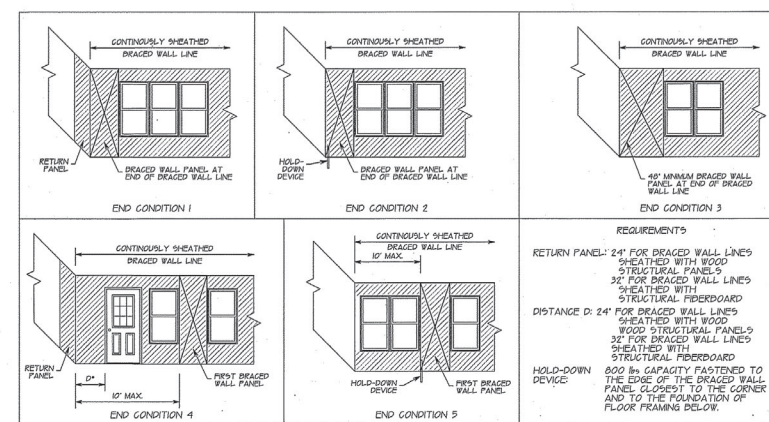 CONTINOUSLY SHEATHED
BRACED WALL LINE
RETURN
PANEL
BRACED WALL PANEL AT
END OF BRACED WALL LINE
END CONDITION 1
CONTINOUSLY SHEATHED
BRACED WALL LINE
HOLD-
DOWN
DEVICE
BRACED WALL PANEL AT
END OF BRACED WALL LINE
END CONDITION 2
CONTINOUSLY SHEATHED
BRACED WALL LINE
48" MINIMUM BRACED WALL
PANEL AT END OF BRACED
WALL LINE
END CONDITION 3
CONTINOUSLY SHEATHED
BRACED WALL LINE
RETURN
PANEL
D"
10' MAX.
FIRST BRACED
WALL PANEL
END CONDITION 4
CONTINOUSLY SHEATHED
BRACED WALL LINE
10' MAX.
HOLD-DOWN
DEVICE
FIRST BRACED
WALL PANEL
END CONDITION 5
REQUIREMENTS
RETURN PANEL: 24" FOR BRACED WALL LINES
SHEATHED WITH WOOD
STRUCTURAL PANELS
32" FOR BRACED WALL LINES
SHEATHED WITH
STRUCTURAL FIBERBOARD
DISTANCE D: 24" FOR BRACED WALL LINES
SHEATHED WITH WOOD
WOOD STRUCTURAL PANELS
32" FOR BRACED WALL LINES
SHEATHED WITH
STRUCTURAL FIBERBOARD
HOLD-DOWN 800 lbs CAPACITY FASTENED TO
DEVICE: THE EDGE OF THE BRACED WALL
PANEL CLOSEST TO THE CORNER
AND TO THE FOUNDATION OF
FLOOR FRAMING BELOW.